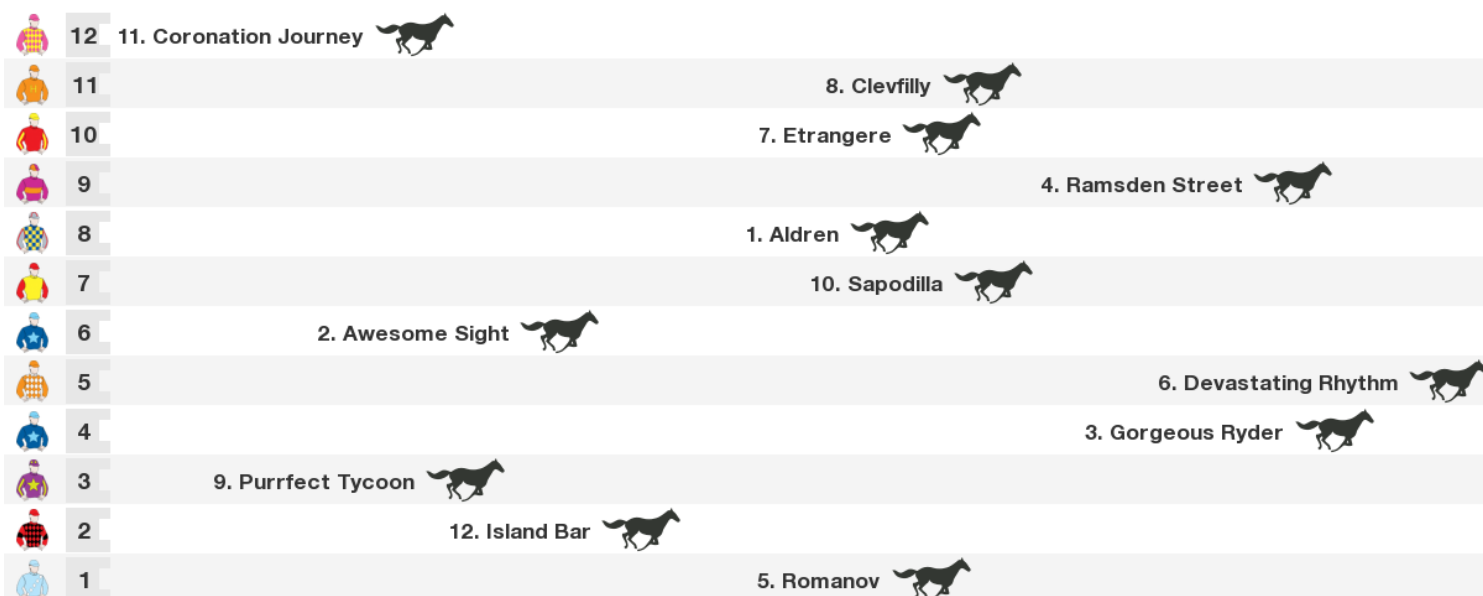 12 11. Coronation Journey
11 8. Clevfilly
10 7. Etrangere
9 4. Ramsden Street
8 1. Aldren
7 10. Sapodilla
6 2. Awesome Sight
5 6. Devastating Rhythm
4 3. Gorgeous Ryder
3 9. Purrfect Tycoon
2 12. Island Bar
1 5. Romanov